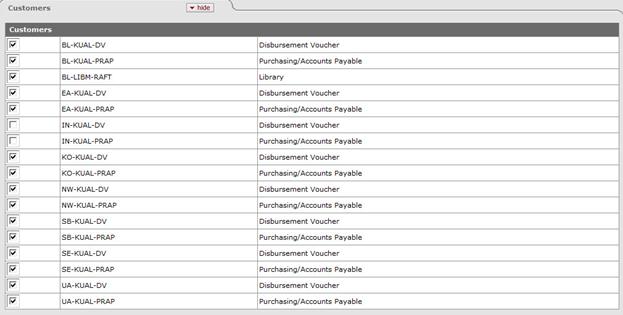 Customers hide
Customers
BL-KUAL-DV Disbursement Voucher
BL-KUAL-PRAP Purchasing/Accounts Payable
BL-LIBM-RAFT Library
EA-KUAL-DV Disbursement Voucher
EA-KUAL-PRAP Purchasing/Accounts Payable
IN-KUAL-DV Disbursement Voucher
IN-KUAL-PRAP Purchasing/Accounts Payable
KO-KUAL-DV Disbursement Voucher
KO-KUAL-PRAP Purchasing/Accounts Payable
NW-KUAL-DV Disbursement Voucher
NW-KUAL-PRAP Purchasing/Accounts Payable
SB-KUAL-DV Disbursement Voucher
SB-KUAL-PRAP Purchasing/Accounts Payable
SE-KUAL-DV Disbursement Voucher
SE-KUAL-PRAP Purchasing/Accounts Payable
UA-KUAL-DV Disbursement Voucher
UA-KUAL-PRAP Purchasing/Accounts Payable